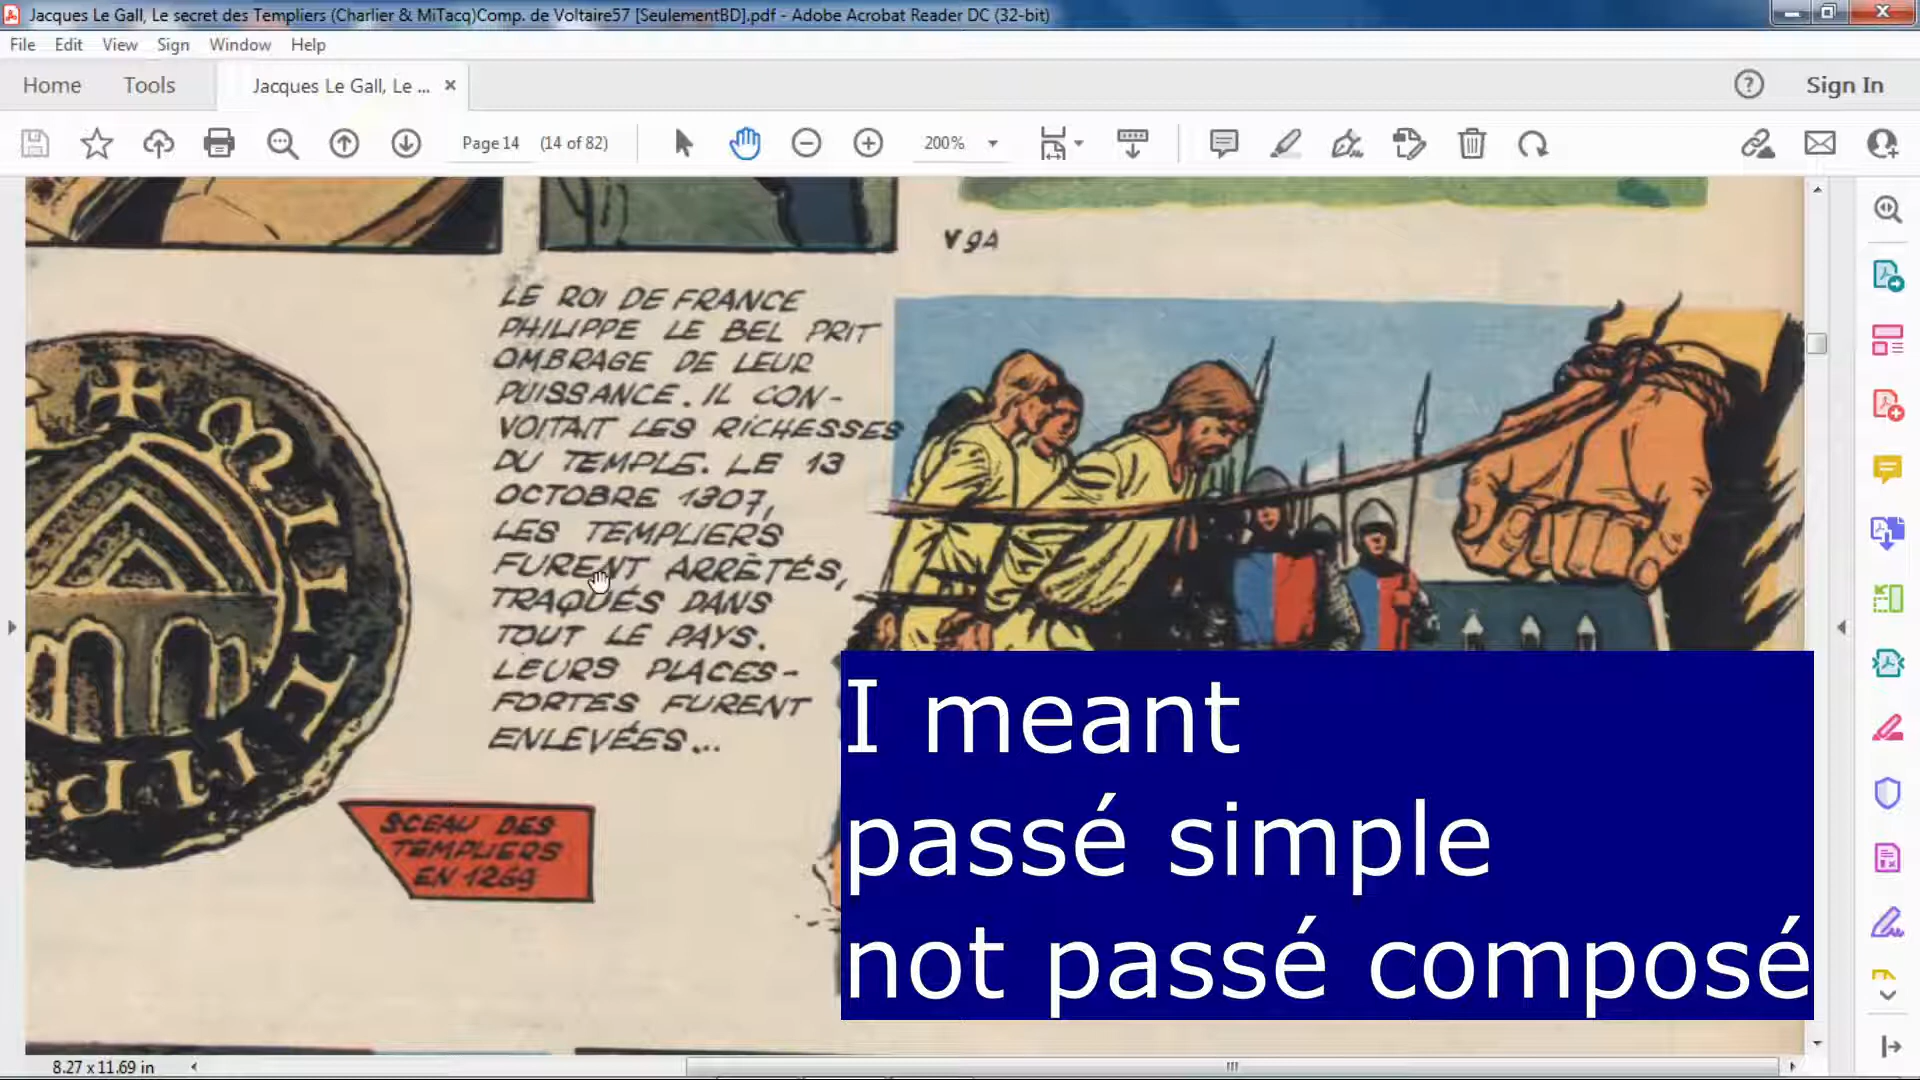 Jacques Le Gall, Le secret des Templiers (Charlier & MiTacq)Comp. de Voltaire57 [SeulementBD].pdf - Adobe Acrobat Reader DC (32-bit)
File Edit View Sign Window Help
Home Tools Jacques Le Gall, Le ... Sign In
Page 14 (14 of 82) 200%
V 9A
LE ROI DE FRANCE
PHILIPPE LE BEL PRIT
OMBRAGE DE LEUR
PUISSANCE. IL CON-
VOITAIT LES RICHESSES
DU TEMPLE. LE 13
OCTOBRE 1307,
LES TEMPLIERS
FURENT ARRÊTÉS,
TRAQUÉS DANS
TOUT LE PAYS.
LEURS PLACES-
FORTES FURENT
ENLEVÉES...
SCEAU DES
TEMPLIERS
EN 1269
I meant
passé simple
not passé composé
8.27 x 11.69 in